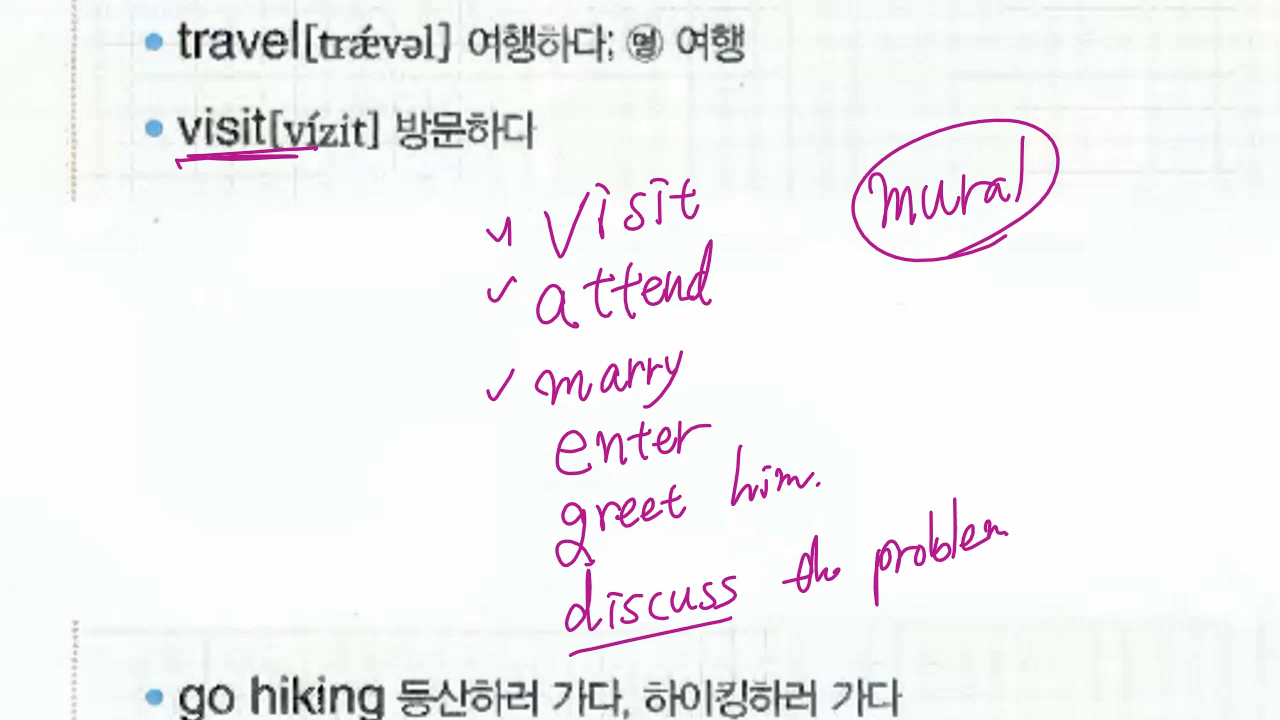 travel[trǽvəl] 여행하다; 명 여행
visit[vízit] 방문하다
visit
mural
attend
marry
enter
greet him.
discuss the problem
go hiking 등산하러 가다, 하이킹하러 가다